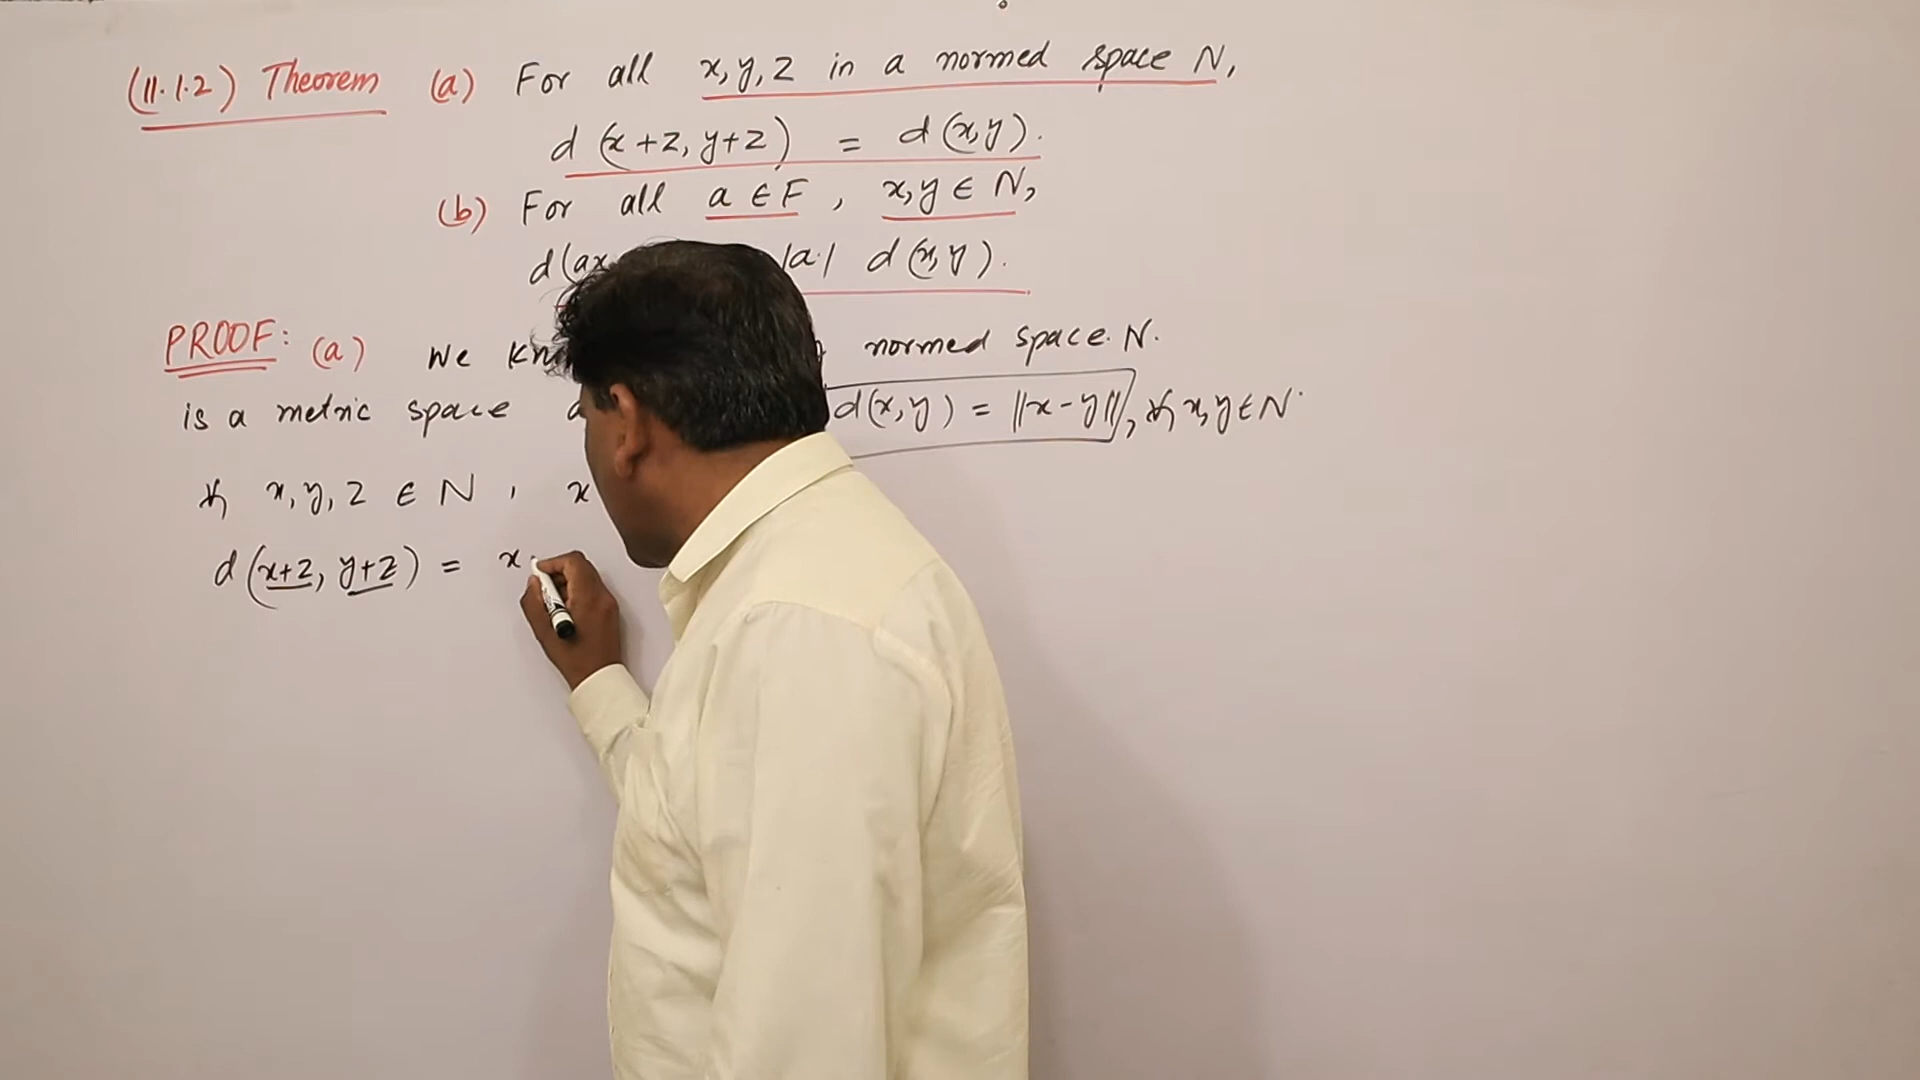 (11.1.2) Theorem (a) For all x, y, z in a normed space N,
d (x+z, y+z) = d (x,y).
(b) For all a ∈ F, x, y ∈ N,
d(ax |a| d (x, y).
PROOF: (a) We normed space N.
is a metric space d(x,y) = ||x-y||, ∀ x,y ∈ N.
∀ x, y, z ∈ N, x
d(x+z, y+z) = x